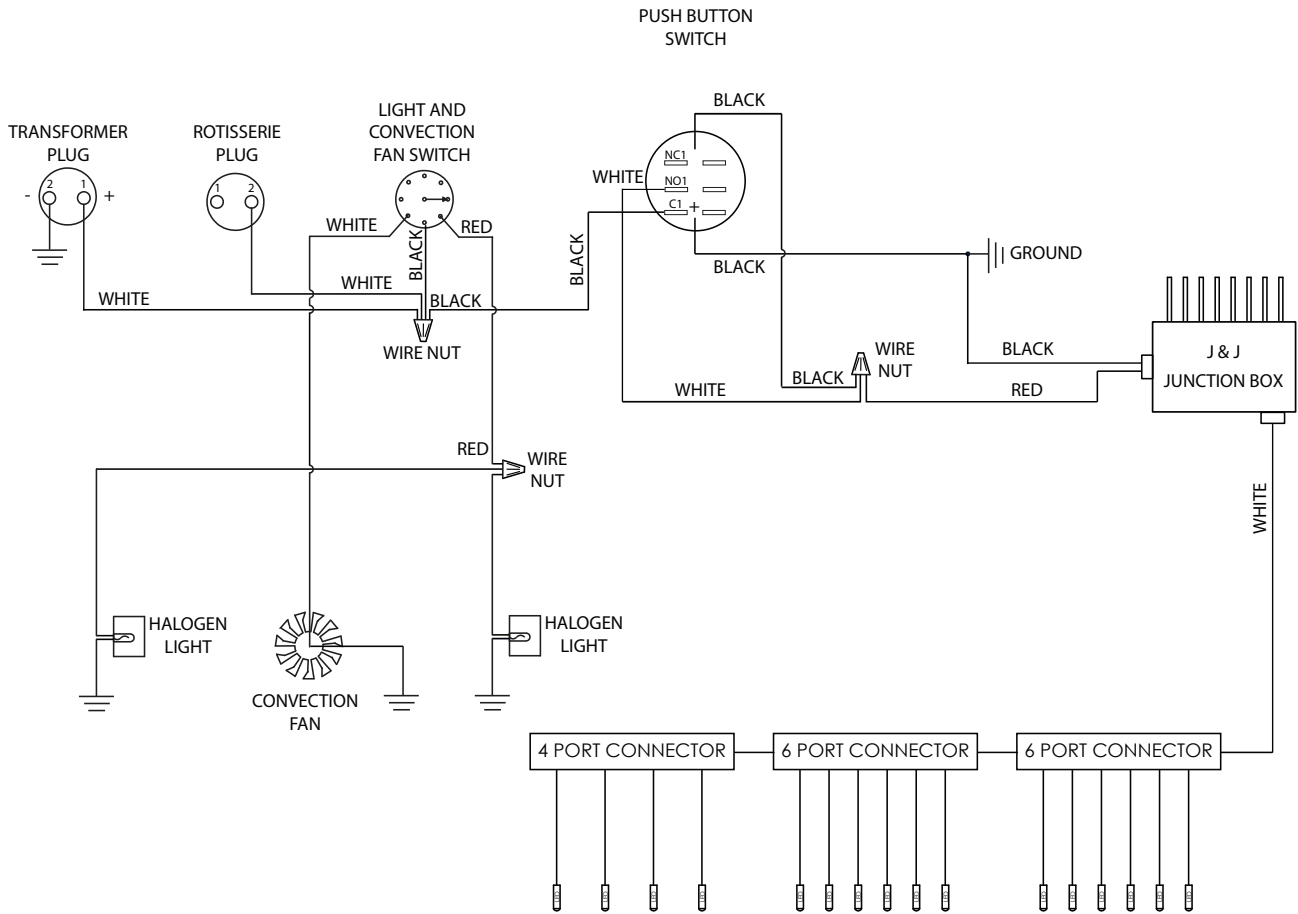 PUSH BUTTON
SWITCH
BLACK
LIGHT AND
CONVECTION
FAN SWITCH
TRANSFORMER
PLUG
ROTISSERIE
PLUG
NC1
NO1
C1 +
WHITE
- 2 1 +
1 2
WHITE
RED
BLACK
BLACK
BLACK
GROUND
WHITE
WHITE
BLACK
WIRE NUT
WIRE
NUT
BLACK
BLACK
WHITE
RED
J & J
JUNCTION BOX
RED
WIRE
NUT
WHITE
HALOGEN
LIGHT
HALOGEN
LIGHT
CONVECTION
FAN
4 PORT CONNECTOR
6 PORT CONNECTOR
6 PORT CONNECTOR